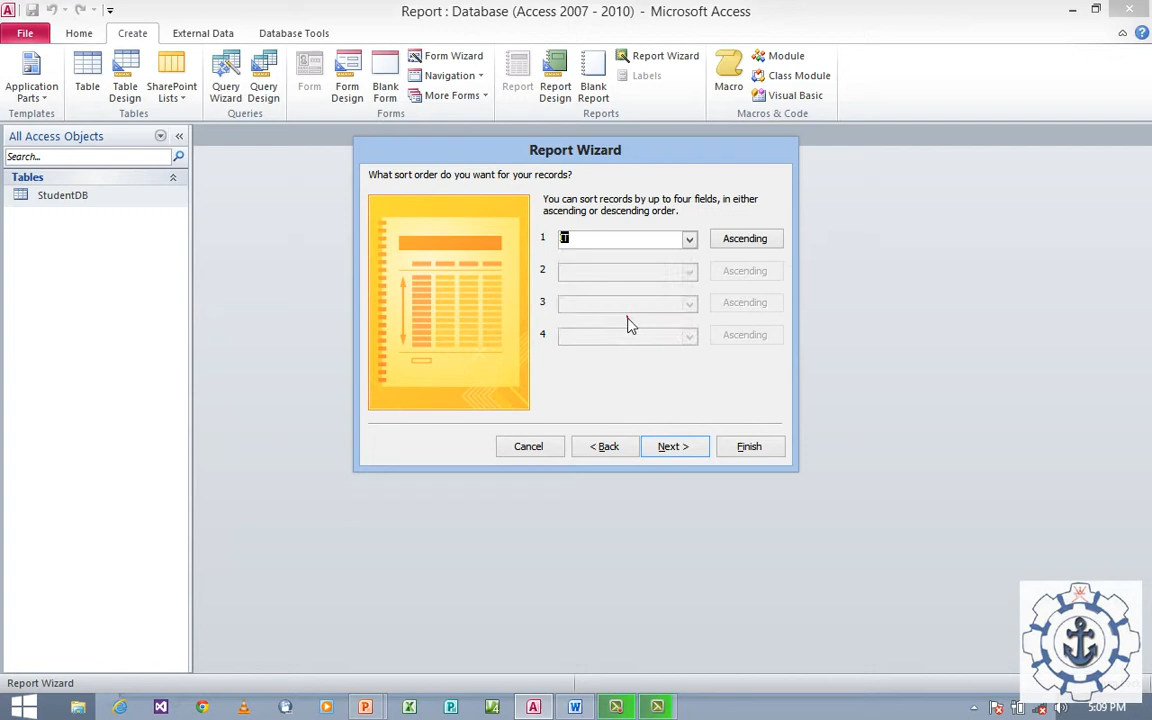 Report : Database (Access 2007 - 2010) - Microsoft Access
File
Home
Create
External Data
Database Tools
Application Parts
Table
Table Design
SharePoint Lists
Query Wizard
Query Design
Form
Form Design
Blank Form
Form Wizard
Navigation
More Forms
Report
Report Design
Blank Report
Report Wizard
Labels
Macro
Module
Class Module
Visual Basic
Templates
Tables
Queries
Forms
Reports
Macros & Code
All Access Objects
Search...
Tables
StudentDB
Report Wizard
What sort order do you want for your records?
You can sort records by up to four fields, in either
ascending or descending order.
1
Ascending
2
Ascending
3
Ascending
4
Ascending
Cancel
< Back
Next >
Finish
Report Wizard
5:09 PM